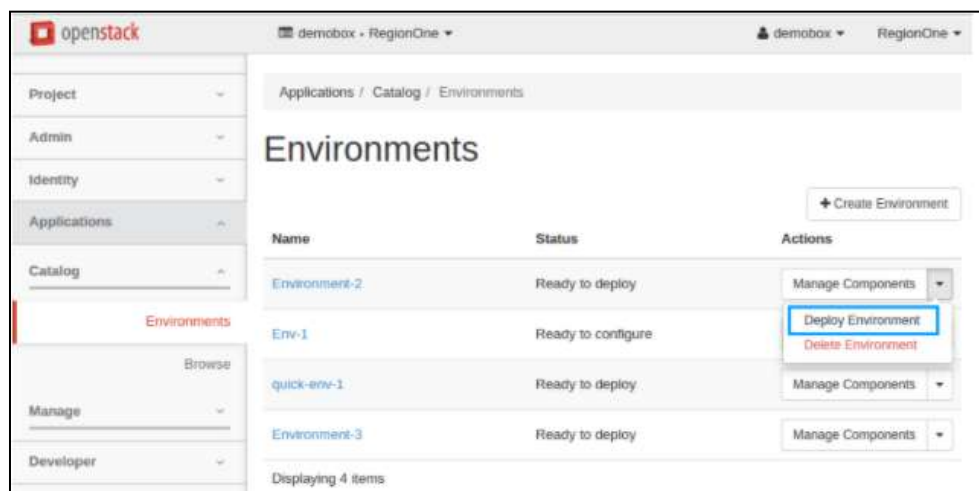 openstack demobox • RegionOne demobox RegionOne
Project
Admin
Identity
Applications
Catalog
Environments
Browse
Manage
Developer
Applications / Catalog / Environments
Environments
+ Create Environment
Name Status Actions
Environment-2 Ready to deploy Manage Components
Deploy Environment
Delete Environment
Env-1 Ready to configure
quick-env-1 Ready to deploy Manage Components
Environment-3 Ready to deploy Manage Components
Displaying 4 items